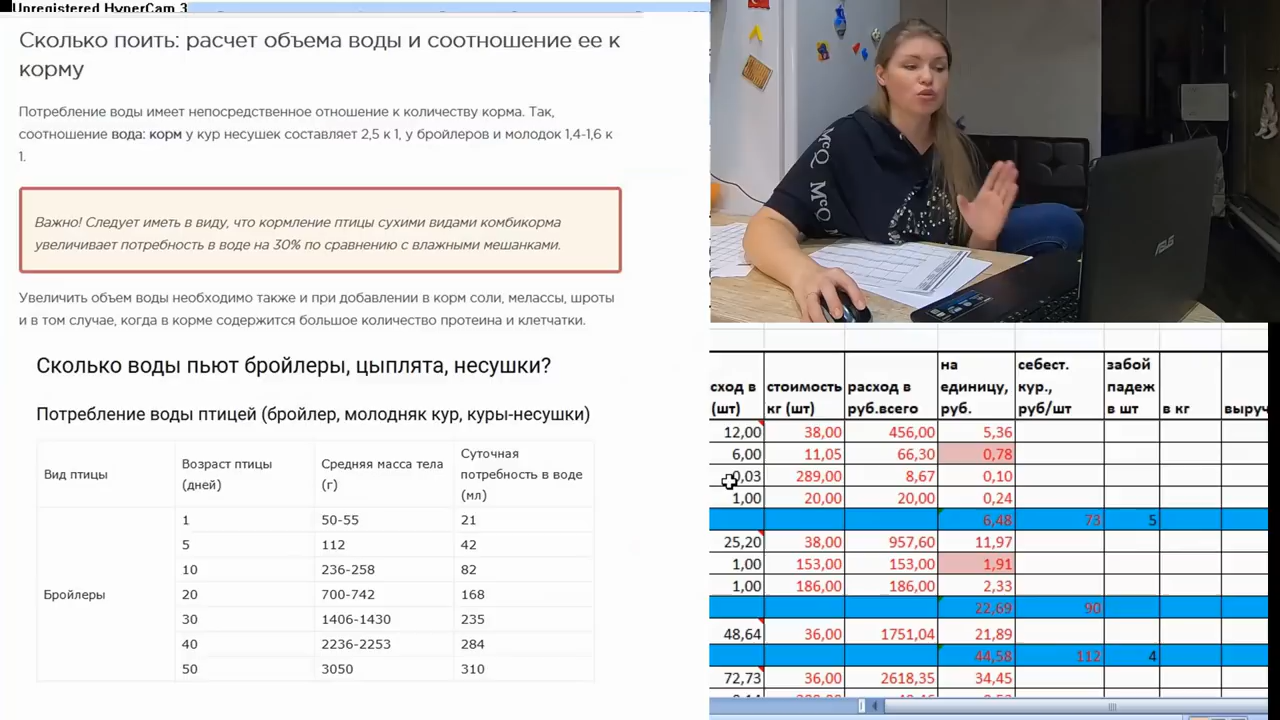 Unregistered HyperCam 3
Сколько поить: расчет объема воды и соотношение ее к
корму
Потребление воды имеет непосредственное отношение к количеству корма. Так,
соотношение вода: корм у кур несушек составляет 2,5 к 1, у бройлеров и молодок 1,4-1,6 к
1.
Важно! Следует иметь в виду, что кормление птицы сухими видами комбикорма
увеличивает потребность в воде на 30% по сравнению с влажными мешанками.
Увеличить объем воды необходимо также и при добавлении в корм соли, мелассы, шроты
и в том случае, когда в корме содержится большое количество протеина и клетчатки.
Сколько воды пьют бройлеры, цыплята, несушки?
Потребление воды птицей (бройлер, молодняк кур, куры-несушки)
Вид птицы
Возраст птицы
(дней)
Средняя масса тела
(г)
Суточная
потребность в воде
(мл)
Бройлеры
1 50-55 21
5 112 42
10 236-258 82
20 700-742 168
30 1406-1430 235
40 2236-2253 284
50 3050 310
McQ
McQ
ASUS
сход в
(шт)
стоимость
кг (шт)
расход в
руб.всего
на
единицу,
руб.
себест.
кур.,
руб/шт
забой
падеж
в шт
в кг
выруч
12,00 38,00 456,00 5,36
6,00 11,05 66,30 0,78
0,03 289,00 8,67 0,10
1,00 20,00 20,00 0,24
6,48 73 5
25,20 38,00 957,60 11,97
1,00 153,00 153,00 1,91
1,00 186,00 186,00 2,33
22,69 90
48,64 36,00 1751,04 21,89
44,58 112 4
72,73 36,00 2618,35 34,45